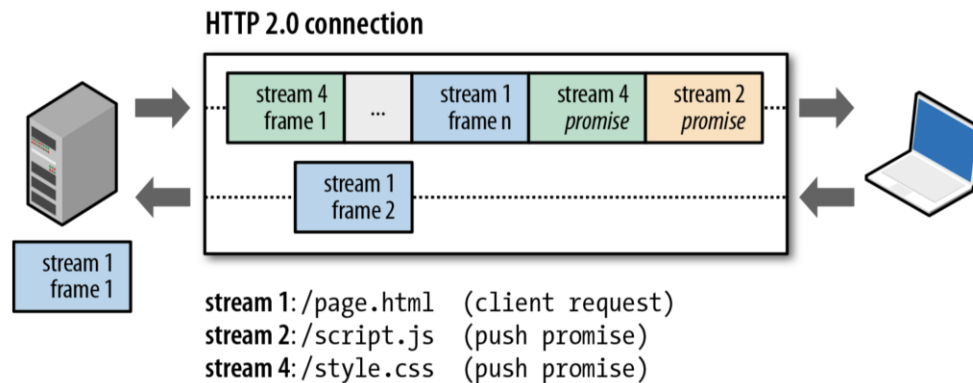 HTTP 2.0 connection
stream 4
frame 1
...
stream 1
frame n
stream 4
promise
stream 2
promise
stream 1
frame 2
stream 1
frame 1
stream 1: /page.html (client request)
stream 2: /script.js (push promise)
stream 4: /style.css (push promise)